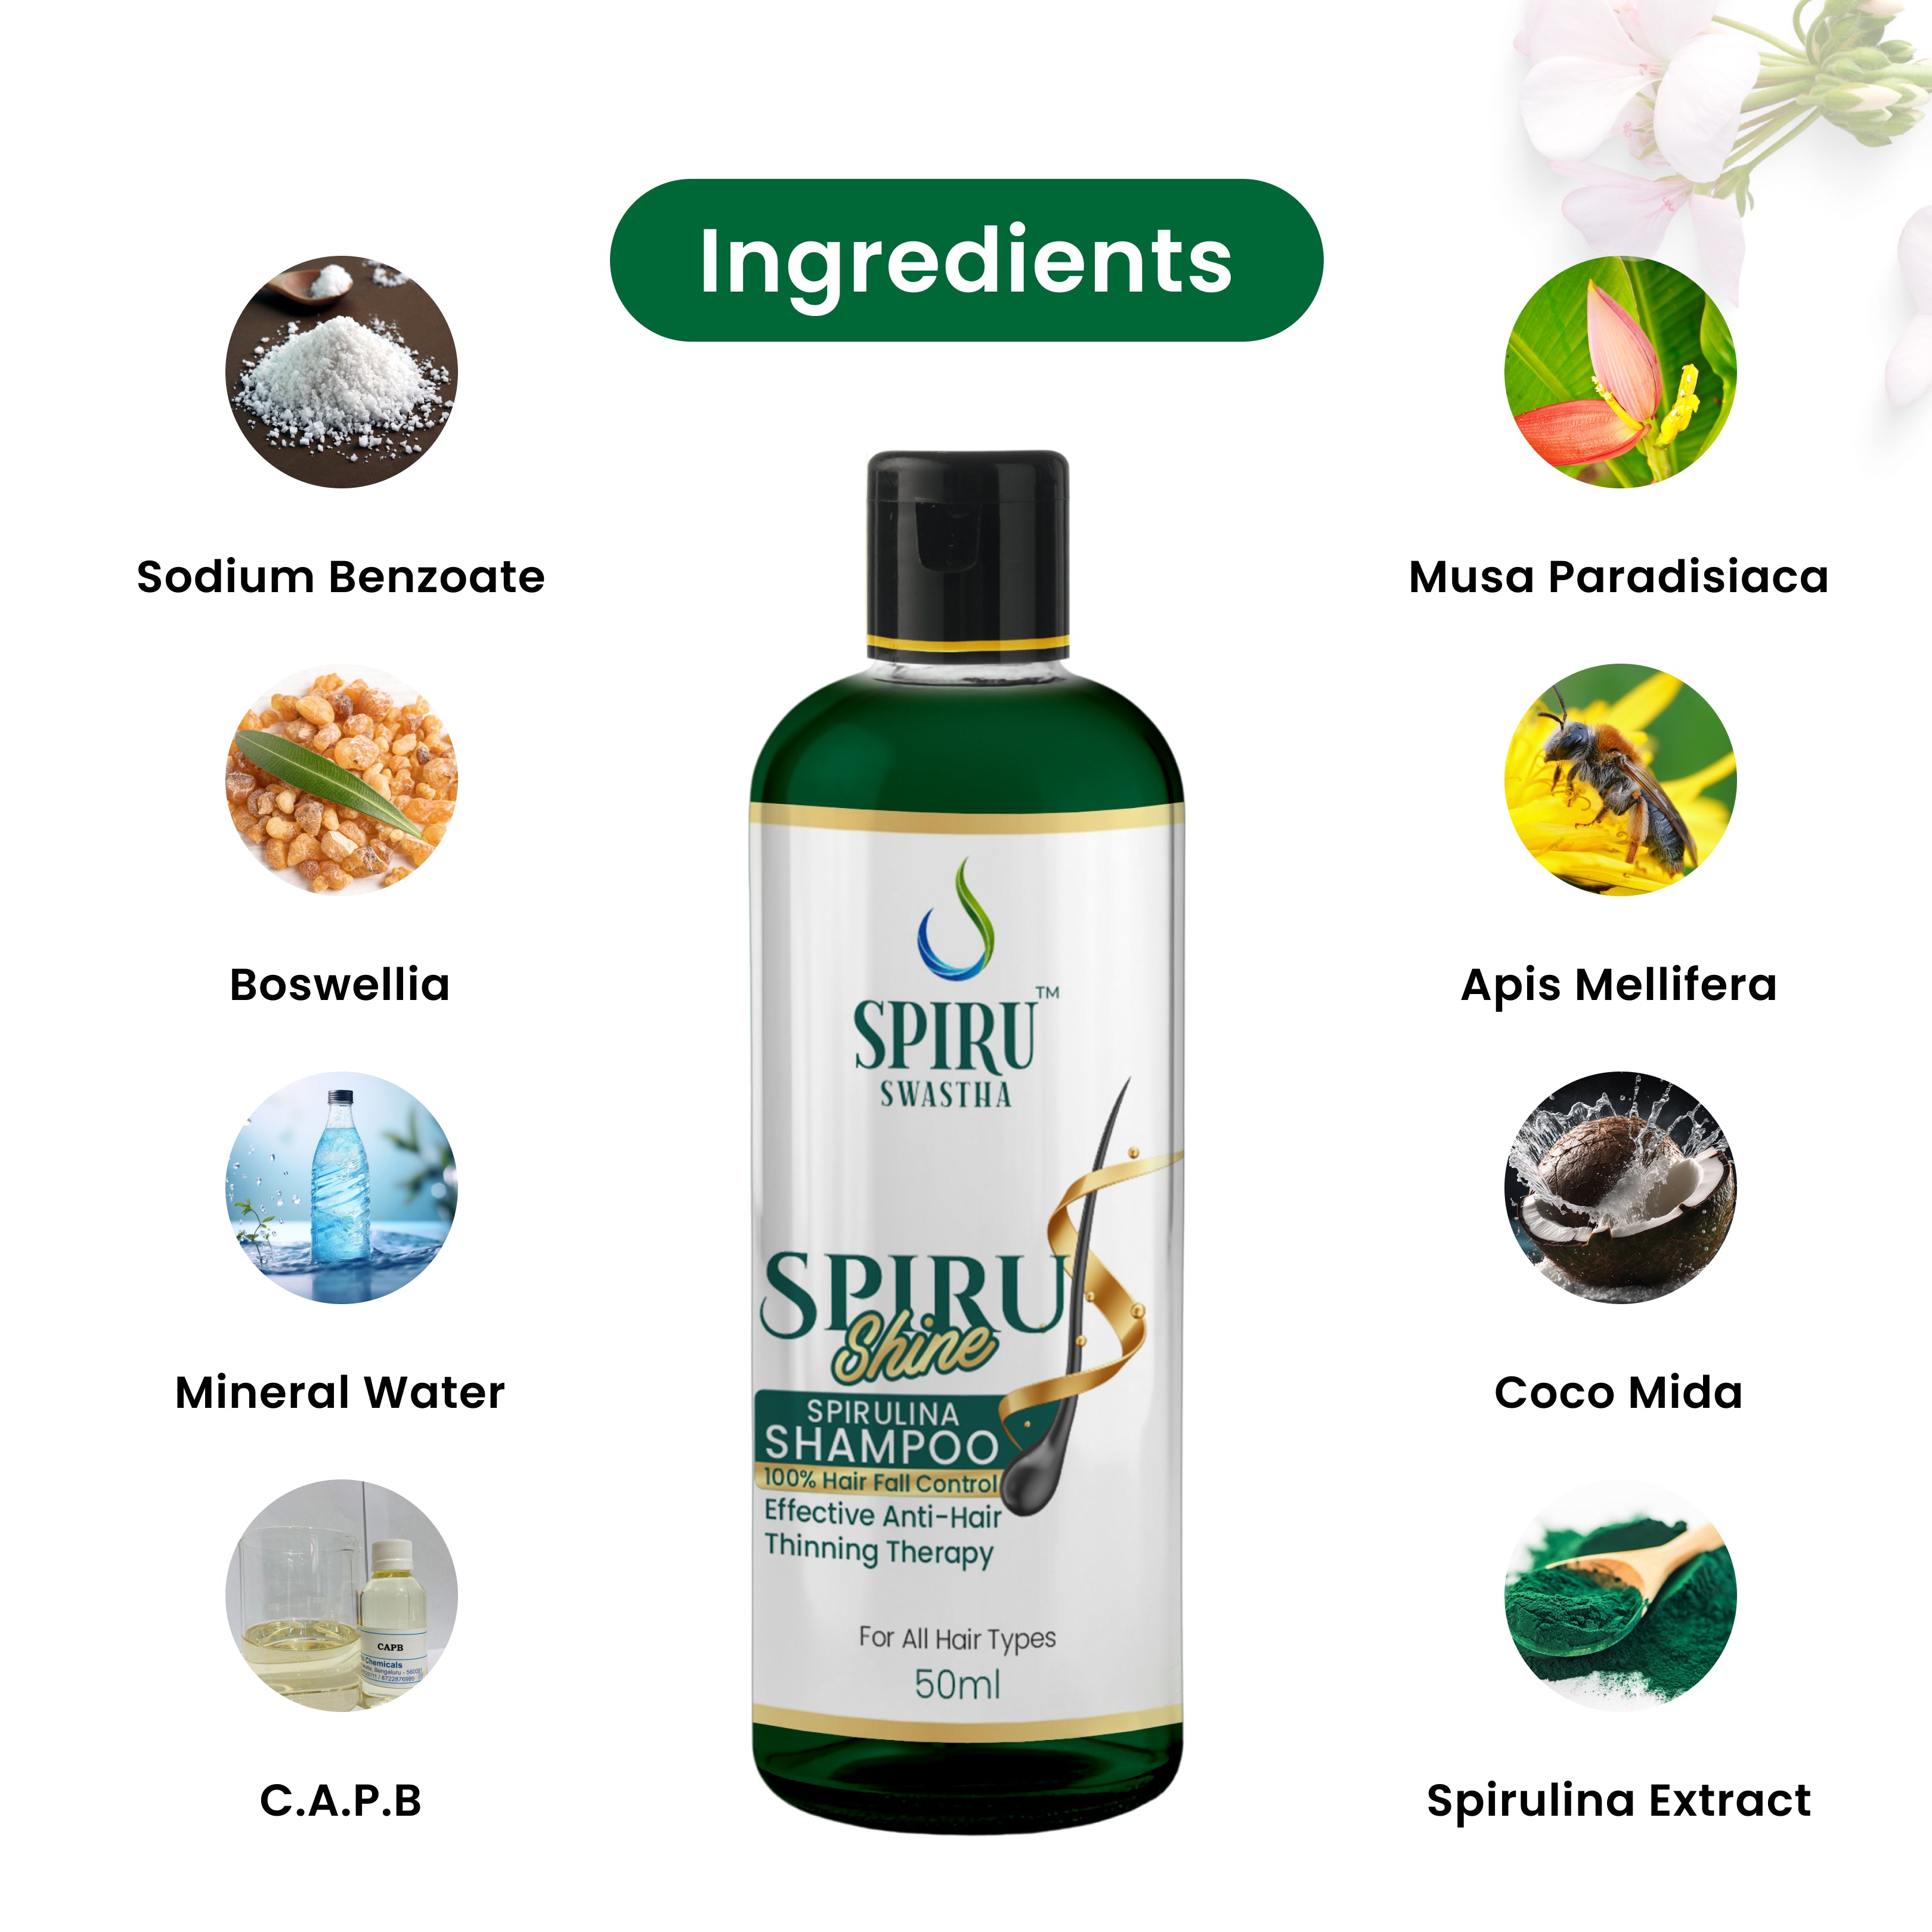 Ingredients
Sodium Benzoate
Boswellia
Mineral Water
CAPB
Chemicals
C.A.P.B
SPIRU™
SWASTHA
SPIRU
Shine
SPIRULINA
SHAMPOO
100% Hair Fall Control
Effective Anti-Hair
Thinning Therapy
For All Hair Types
50ml
Musa Paradisiaca
Apis Mellifera
Coco Mida
Spirulina Extract